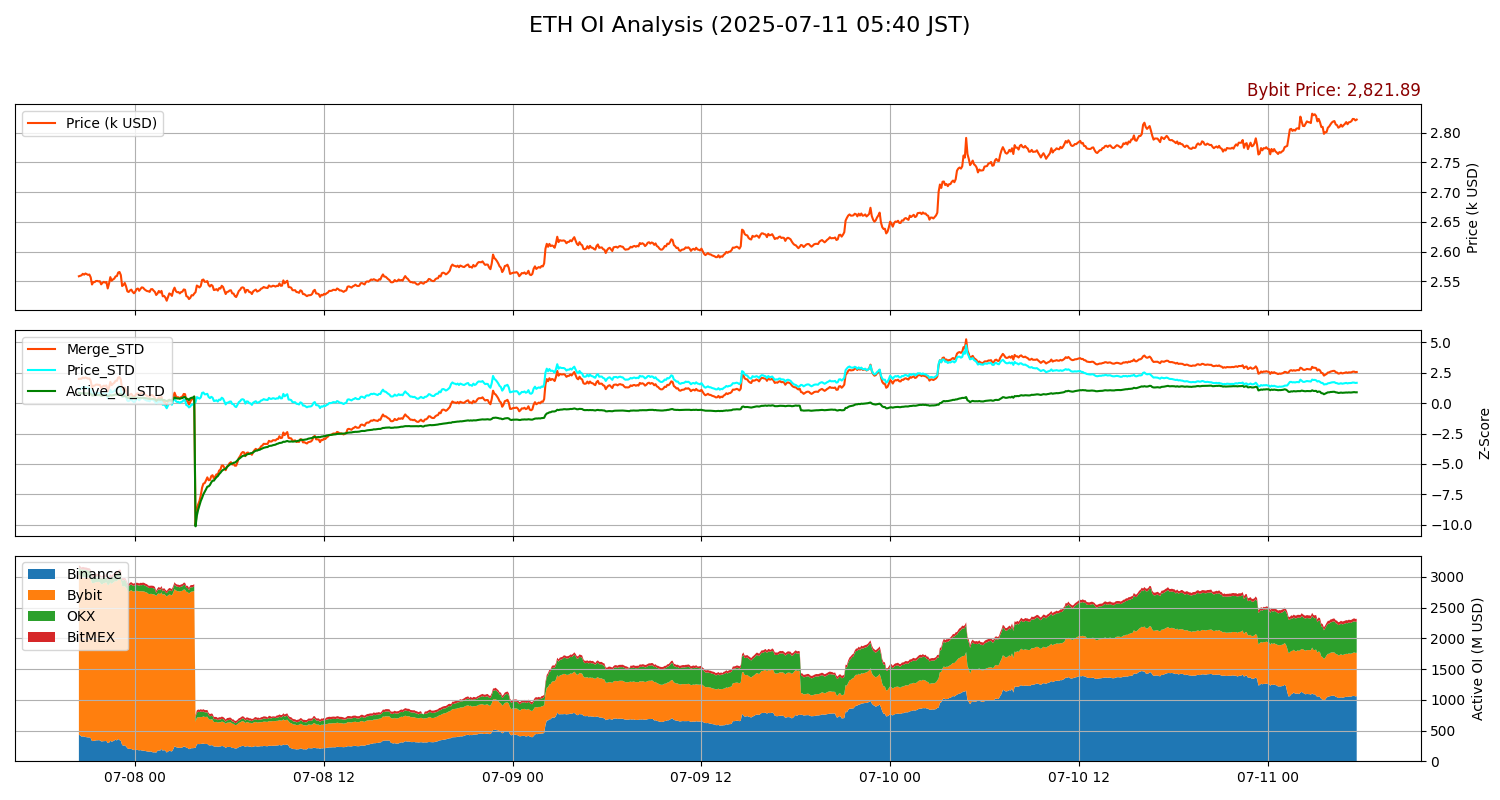 ETH OI Analysis (2025-07-11 05:40 JST)
Bybit Price: 2,821.89
Price (k USD)
2.80
2.75
2.70
2.65
2.60
2.55
Price (k USD)
Merge_STD
Price_STD
Active_OI_STD
5.0
2.5
0.0
−2.5
−5.0
−7.5
−10.0
Z-Score
Binance
Bybit
OKX
BitMEX
3000
2500
2000
1500
1000
500
0
Active OI (M USD)
07-08 00
07-08 12
07-09 00
07-09 12
07-10 00
07-10 12
07-11 00